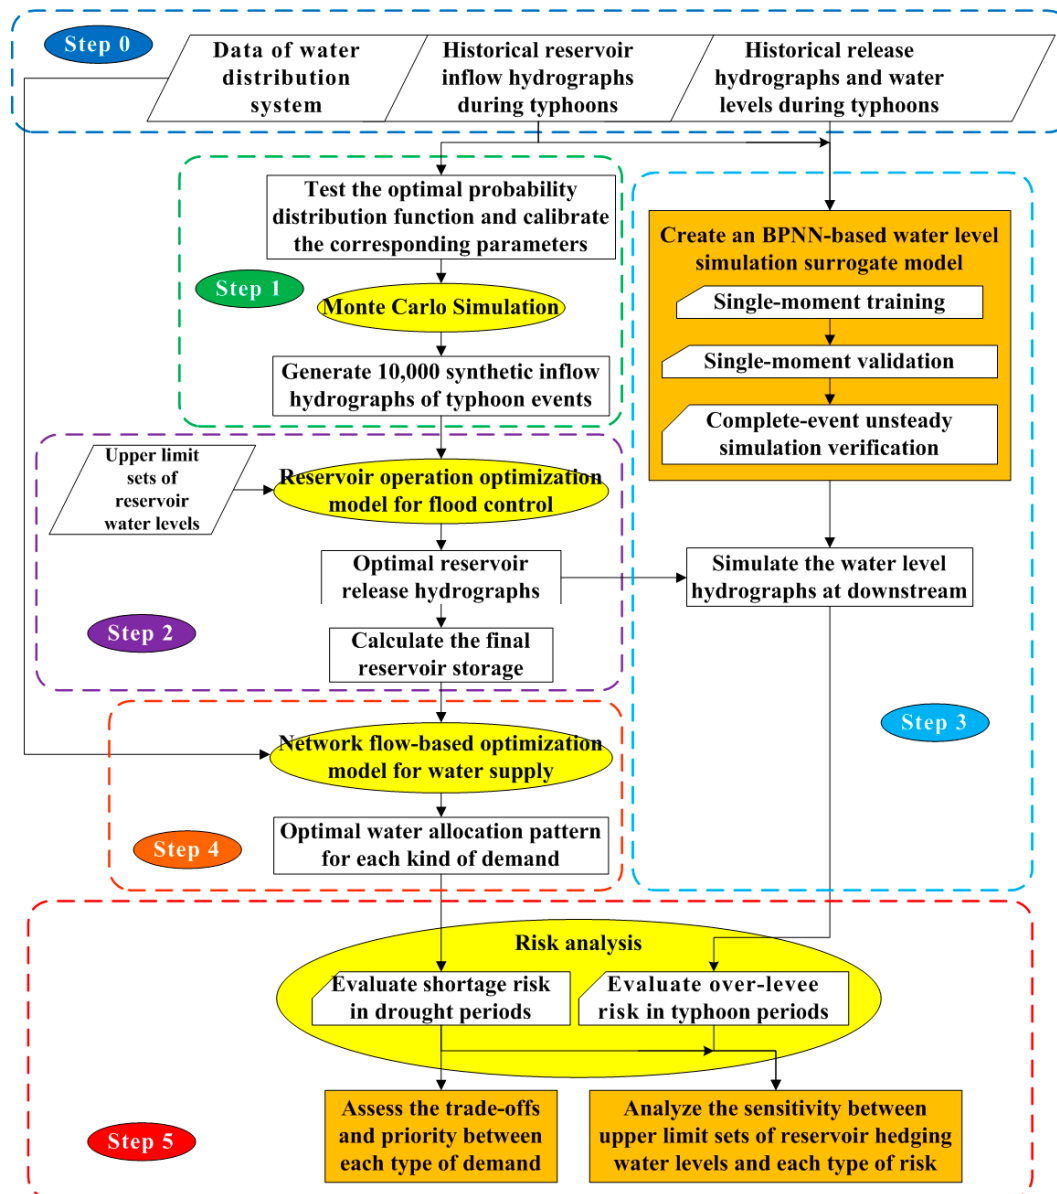 Step 0
Data of water
distribution
system
Historical reservoir
inflow hydrographs
during typhoons
Historical release
hydrographs and water
levels during typhoons
Test the optimal probability
distribution function and calibrate
the corresponding parameters
Step 1
Monte Carlo Simulation
Generate 10,000 synthetic inflow
hydrographs of typhoon events
Create an BPNN-based water level
simulation surrogate model
Single-moment training
Single-moment validation
Complete-event unsteady
simulation verification
Upper limit
sets of
reservoir
water levels
Reservoir operation optimization
model for flood control
Optimal reservoir
release hydrographs
Simulate the water level
hydrographs at downstream
Step 2
Calculate the final
reservoir storage
Step 3
Network flow-based optimization
model for water supply
Step 4
Optimal water allocation pattern
for each kind of demand
Risk analysis
Evaluate shortage risk
in drought periods
Evaluate over-levee
risk in typhoon periods
Step 5
Assess the trade-offs
and priority between
each type of demand
Analyze the sensitivity between
upper limit sets of reservoir hedging
water levels and each type of risk